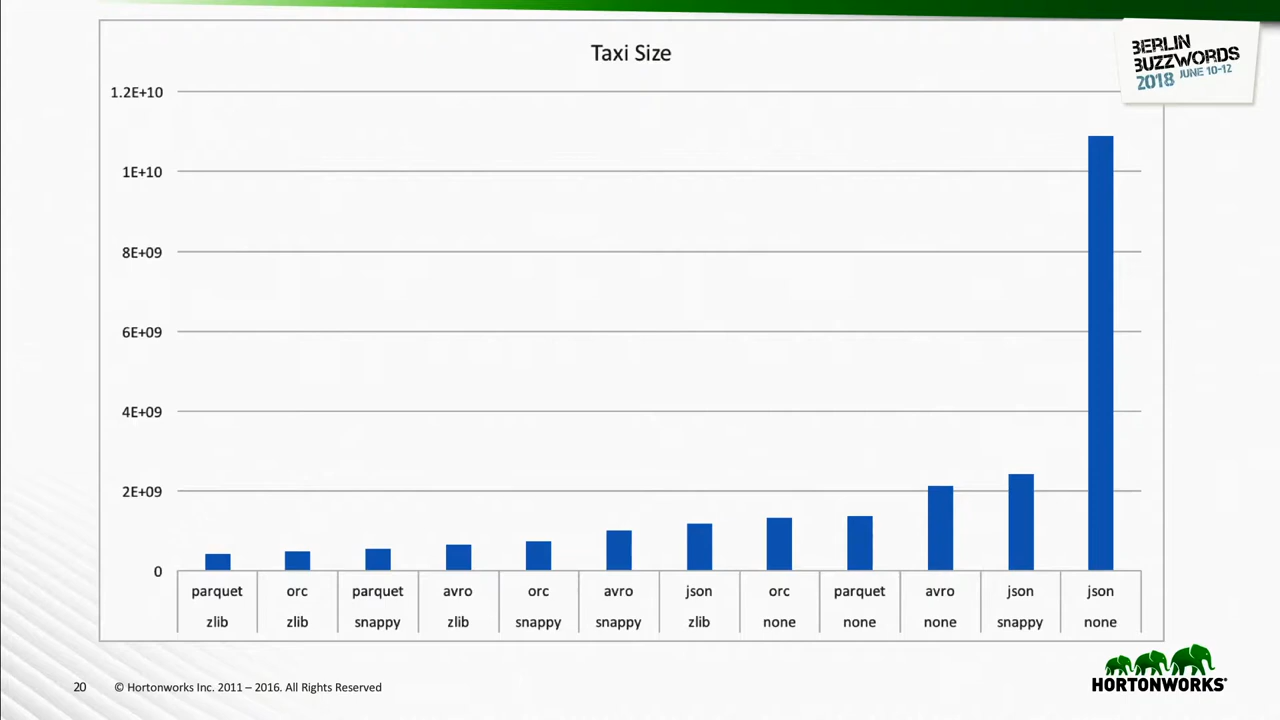 Taxi Size
BERLIN
BUZZWORDS
2018 JUNE 10-12
1.2E+10
1E+10
8E+09
6E+09
4E+09
2E+09
0
parquet orc parquet avro orc avro json orc parquet avro json json
zlib zlib snappy zlib snappy snappy zlib none none none snappy none
20 © Hortonworks Inc. 2011 – 2016. All Rights Reserved
HORTONWORKS